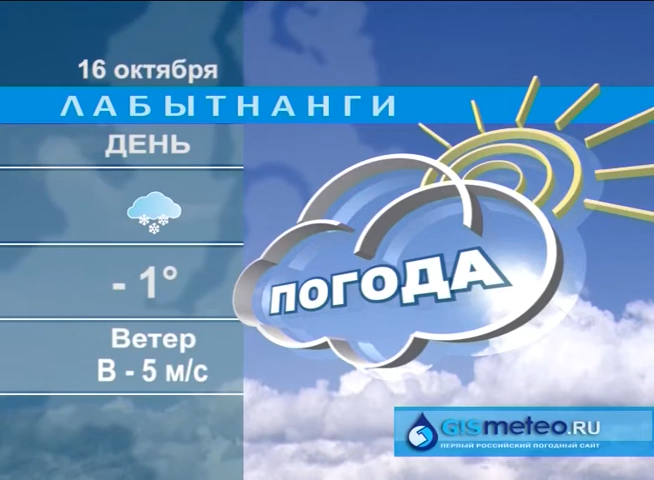 16 октября
ЛАБЫТНАНГИ
ДЕНЬ
- 1°
Ветер
В - 5 м/с
ПОГОДА
GISmeteo.RU
ПЕРВЫЙ РОССИЙСКИЙ ПОГОДНЫЙ САЙТ